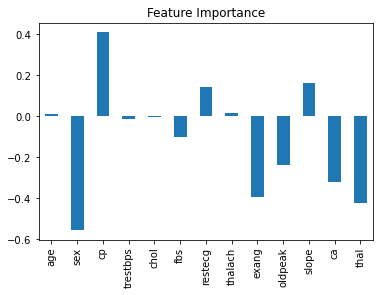 Feature Importance
0.4
0.2
0.0
−0.2
−0.4
−0.6
age
sex
cp
trestbps
chol
fbs
restecg
thalach
exang
oldpeak
slope
ca
thal